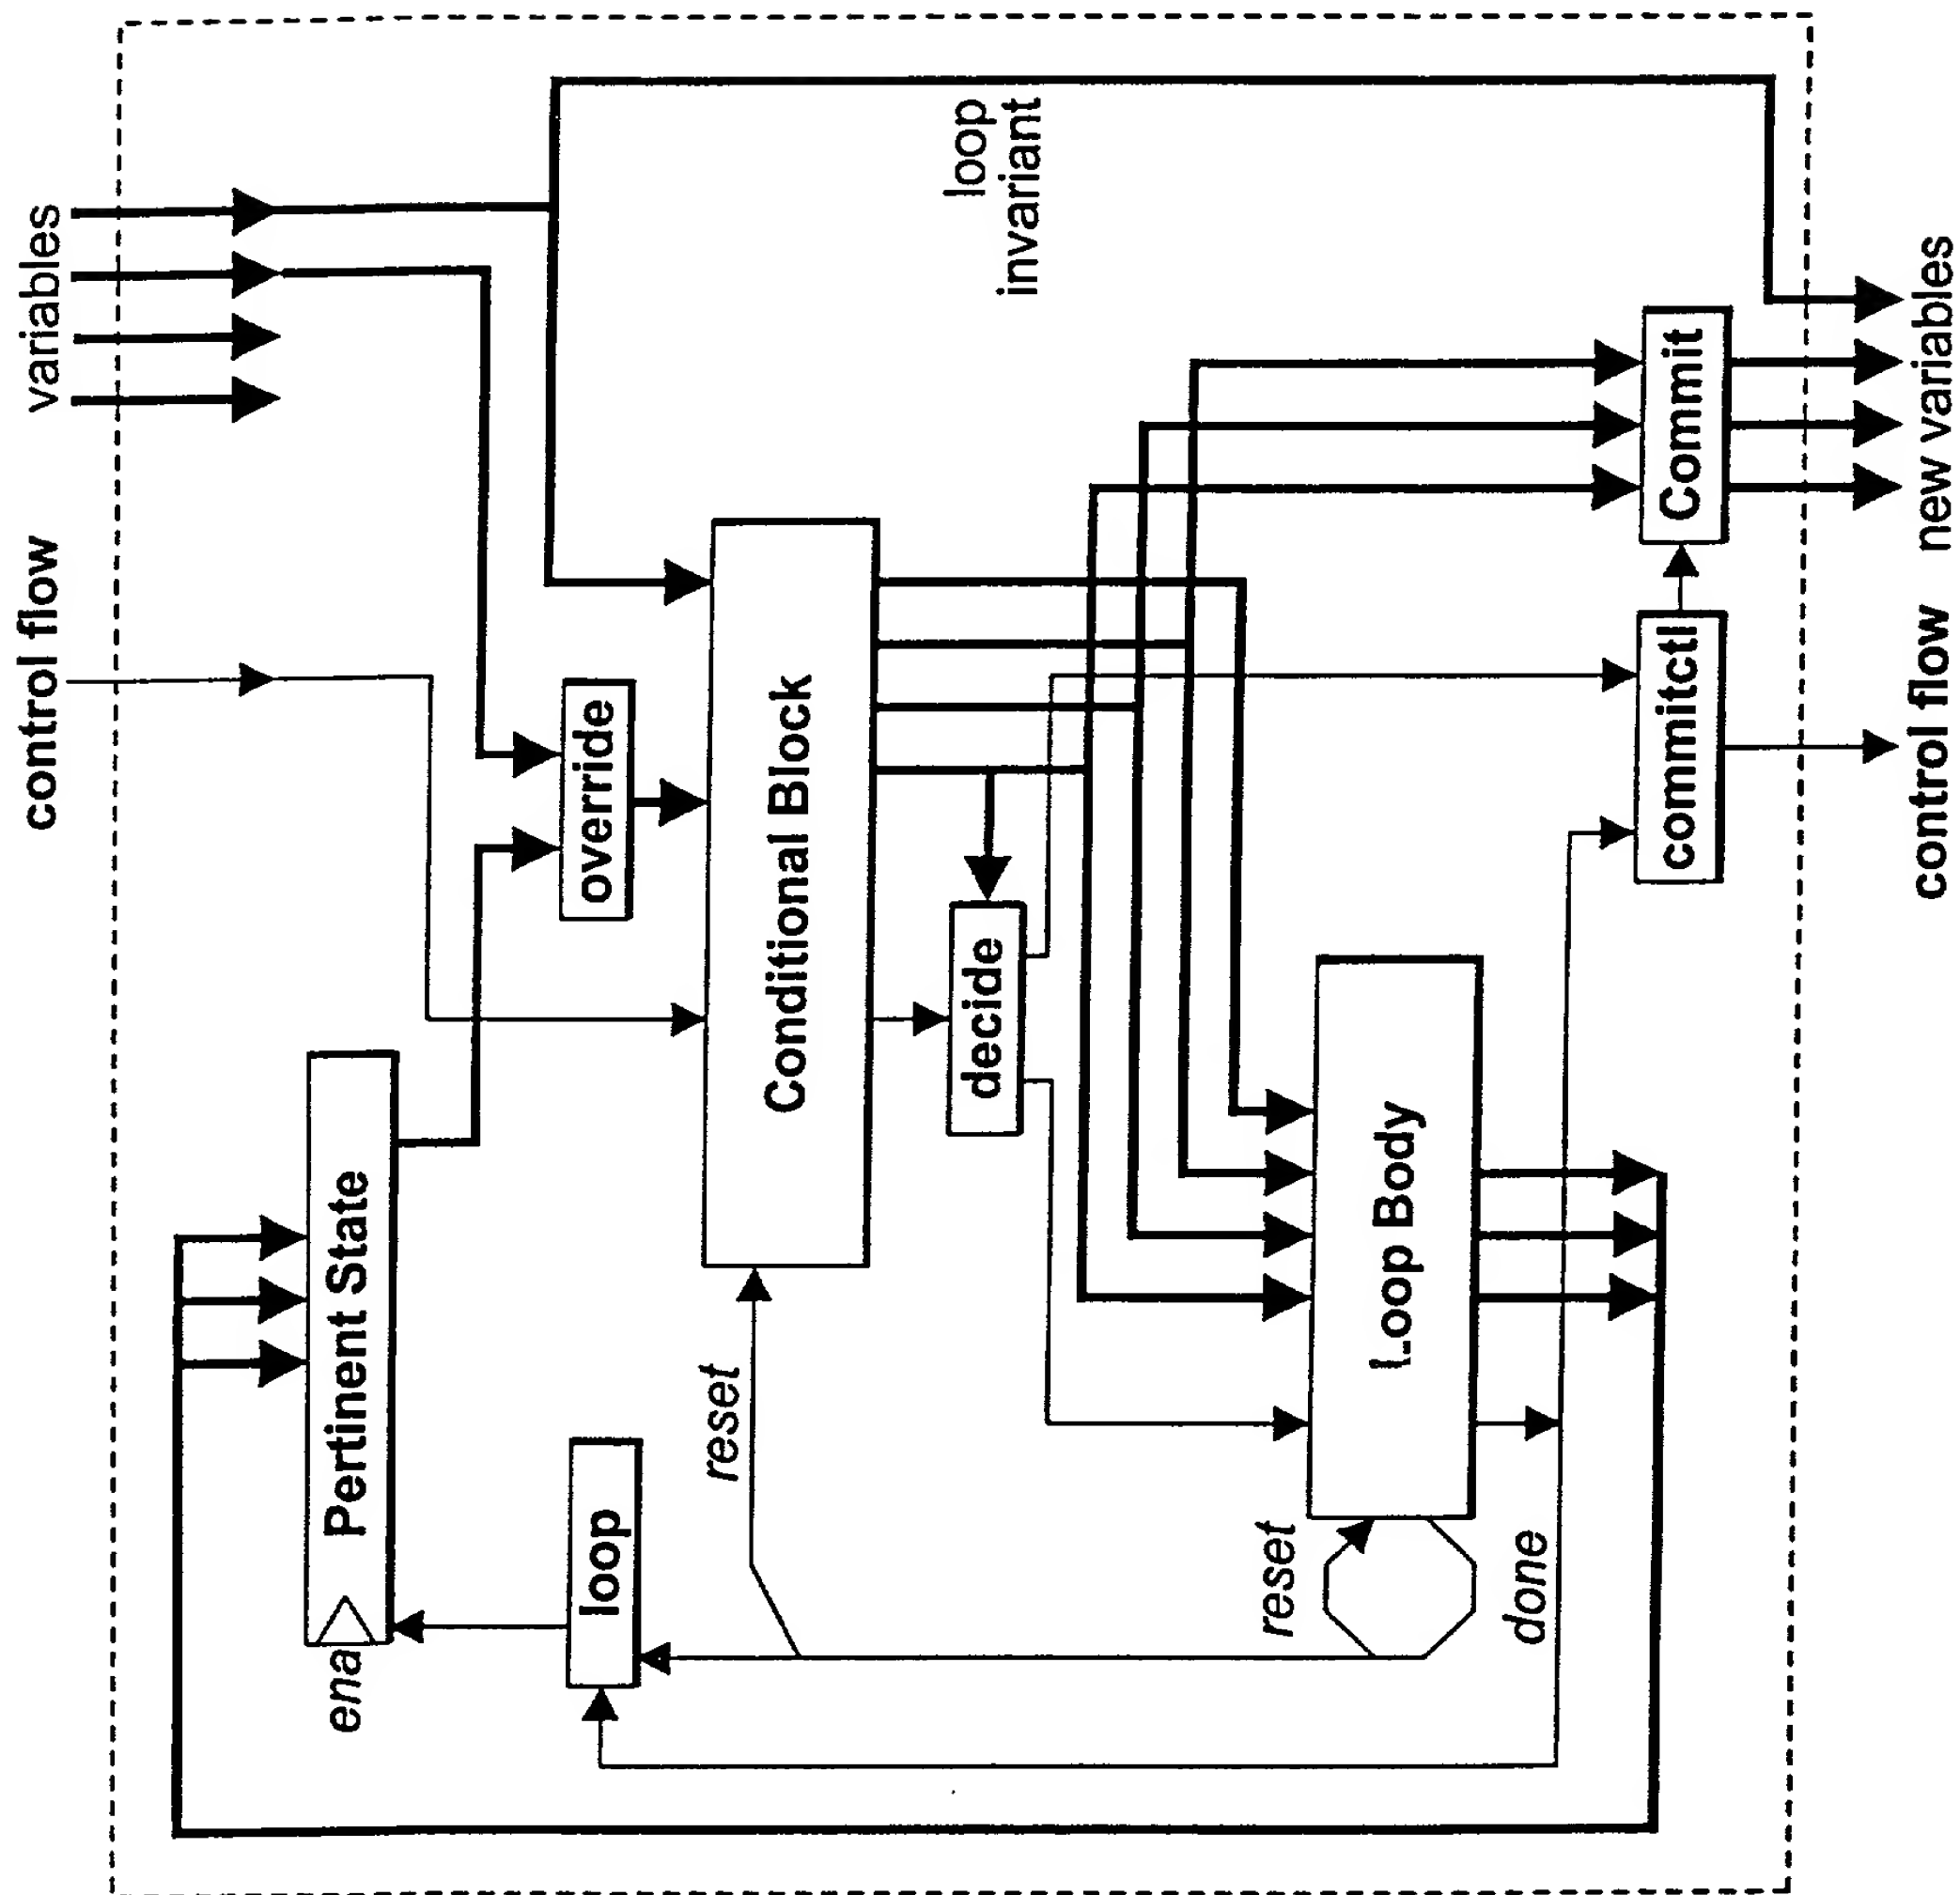 control flow
variables
ena
Pertinent State
loop
override
reset
Conditional Block
loop
invariant
decide
reset
Loop Body
done
commitctl
Commit
control flow
new variables